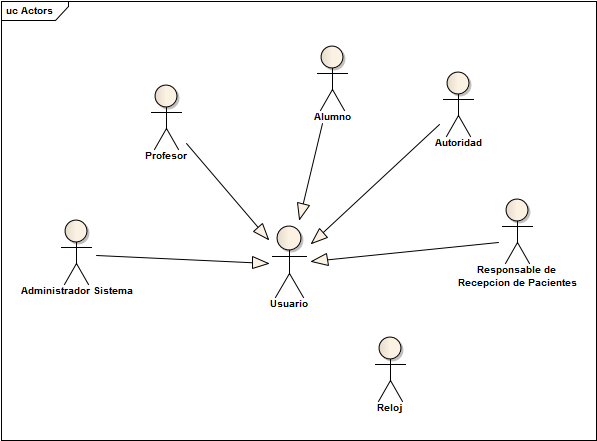 uc Actors
Alumno
Autoridad
Profesor
Responsable de
Recepcion de Pacientes
Administrador Sistema
Usuario
Reloj